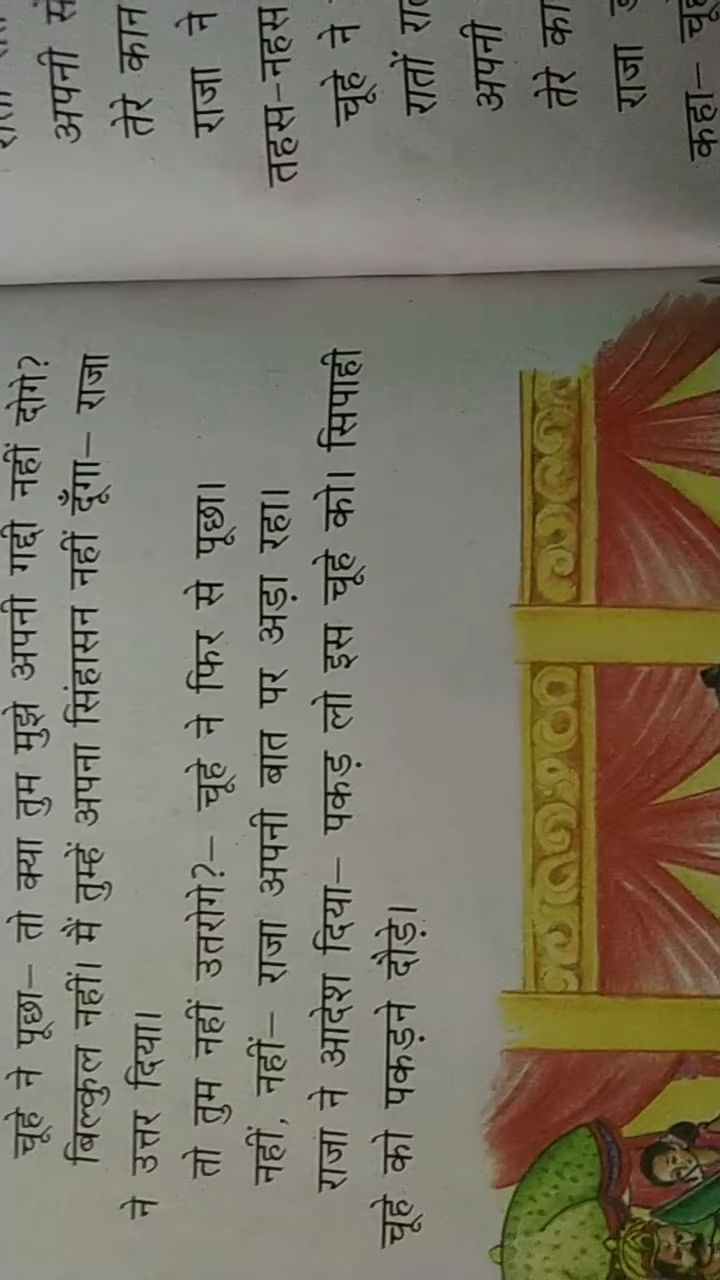 चूहे ने पूछा– तो क्या तुम मुझे अपनी गद्दी नहीं दोगे?
बिल्कुल नहीं। मैं तुम्हें अपना सिंहासन नहीं दूँगा– राजा
ने उत्तर दिया।
तो तुम नहीं उतरोगे?– चूहे ने फिर से पूछा।
नहीं, नहीं– राजा अपनी बात पर अड़ा रहा।
राजा ने आदेश दिया– पकड़ लो इस चूहे को। सिपाही
चूहे को पकड़ने दौड़े।
अपनी
तेरे कान
राजा ने
तहस-नहस
चूहे ने
रातों
अपनी
तेरे
राजा
कहा–